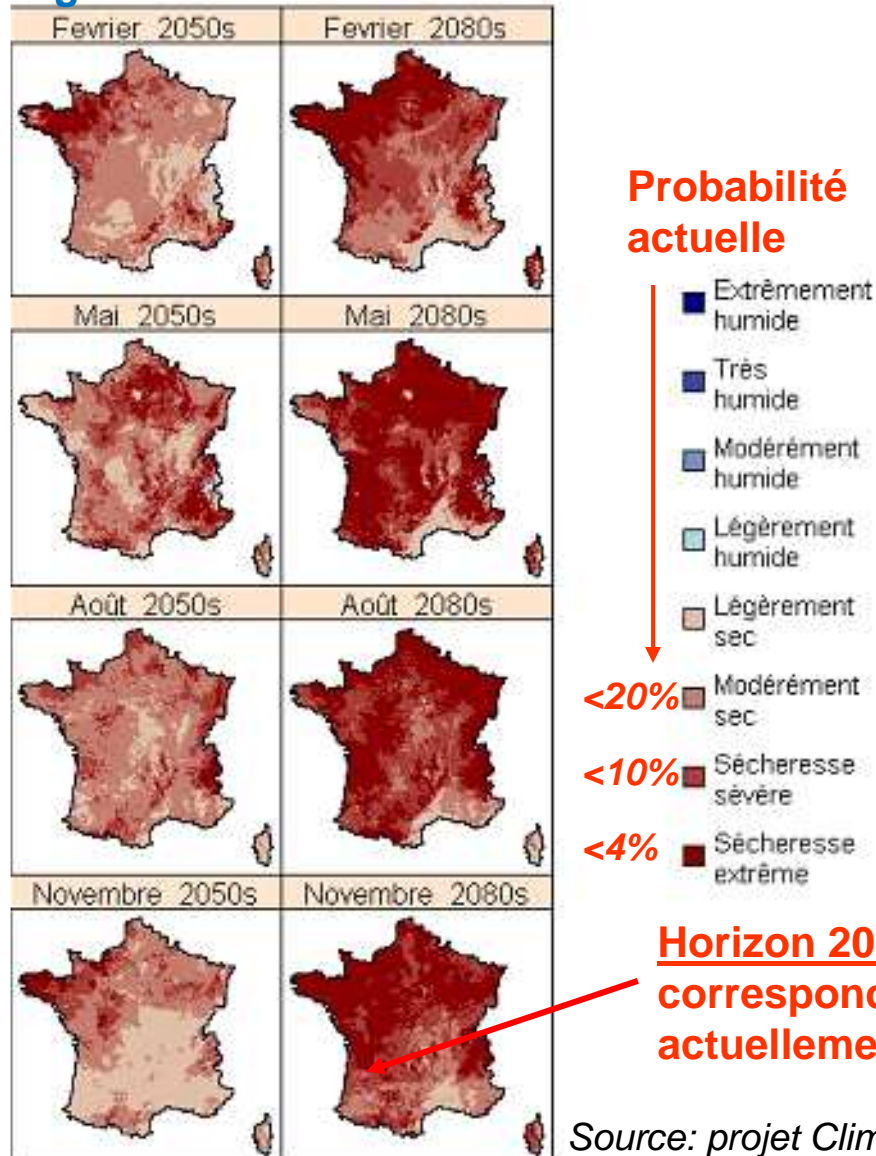 Fevrier 2050s
Fevrier 2080s
Mai 2050s
Mai 2080s
Août 2050s
Août 2080s
Novembre 2050s
Novembre 2080s
Probabilité
actuelle
Extrêmement
humide
Très
humide
Modérément
humide
Légèrement
humide
Légèrement
sec
<20% Modérément
sec
<10% Sécheresse
sévère
<4% Sécheresse
extrême
Horizon 20
correspond
actuelleme
Source: projet Clim